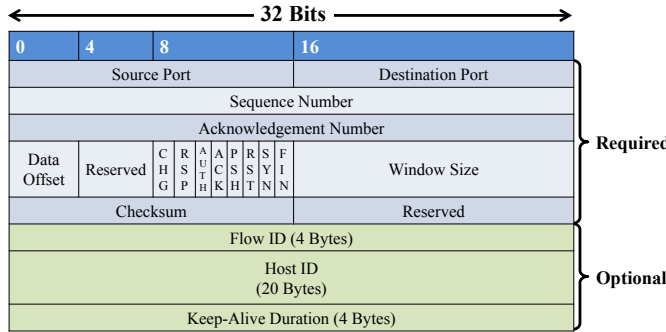 32 Bits
0 4 8 16
Source Port Destination Port
Sequence Number
Acknowledgement Number
Data Offset Reserved CHG RSP AUTH ACK PSH RST SYN FIN Window Size
Checksum Reserved
Required
Flow ID (4 Bytes)
Host ID
(20 Bytes)
Optional
Keep-Alive Duration (4 Bytes)